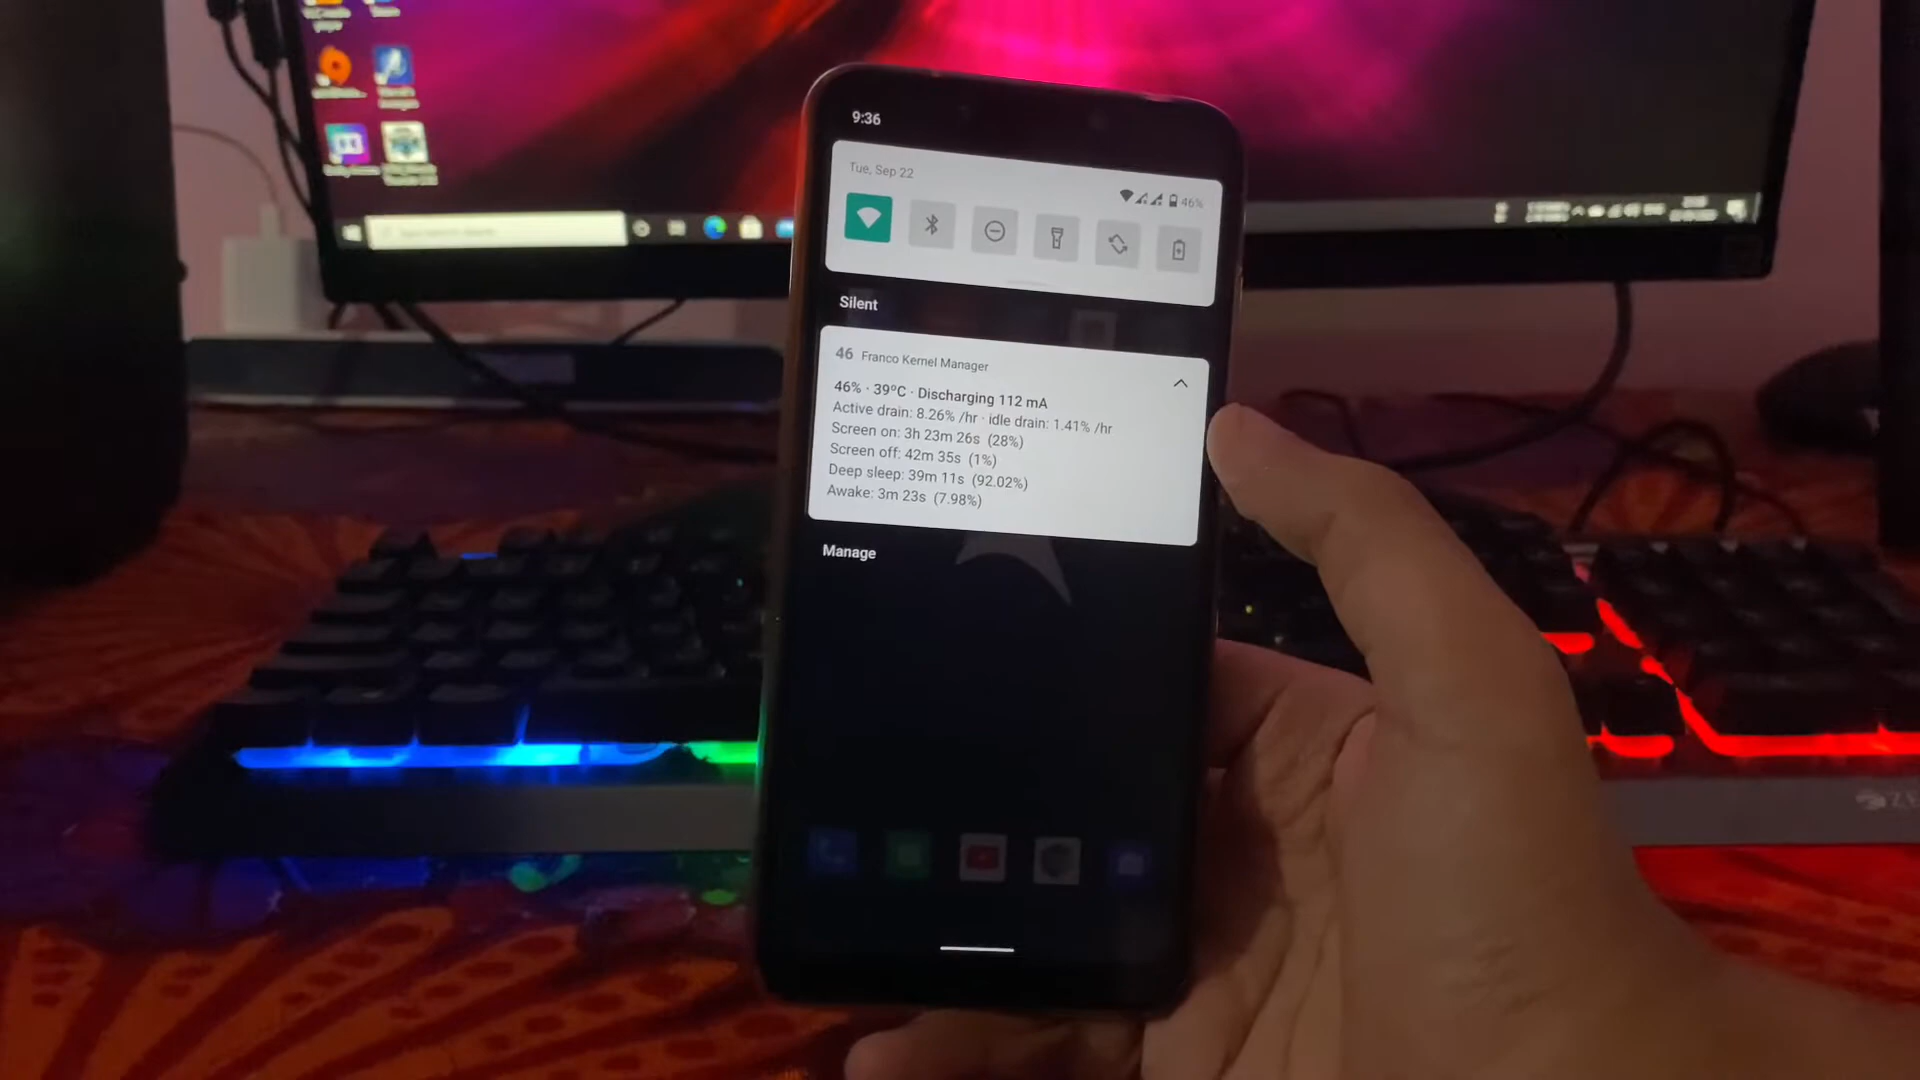 9:36
Tue, Sep 22
46%
Silent
46 Franco Kernel Manager
46% · 39°C · Discharging 112 mA
Active drain: 8.26% /hr · idle drain: 1.41% /hr
Screen on: 3h 23m 26s (28%)
Screen off: 42m 35s (1%)
Deep sleep: 39m 11s (92.02%)
Awake: 3m 23s (7.98%)
Manage